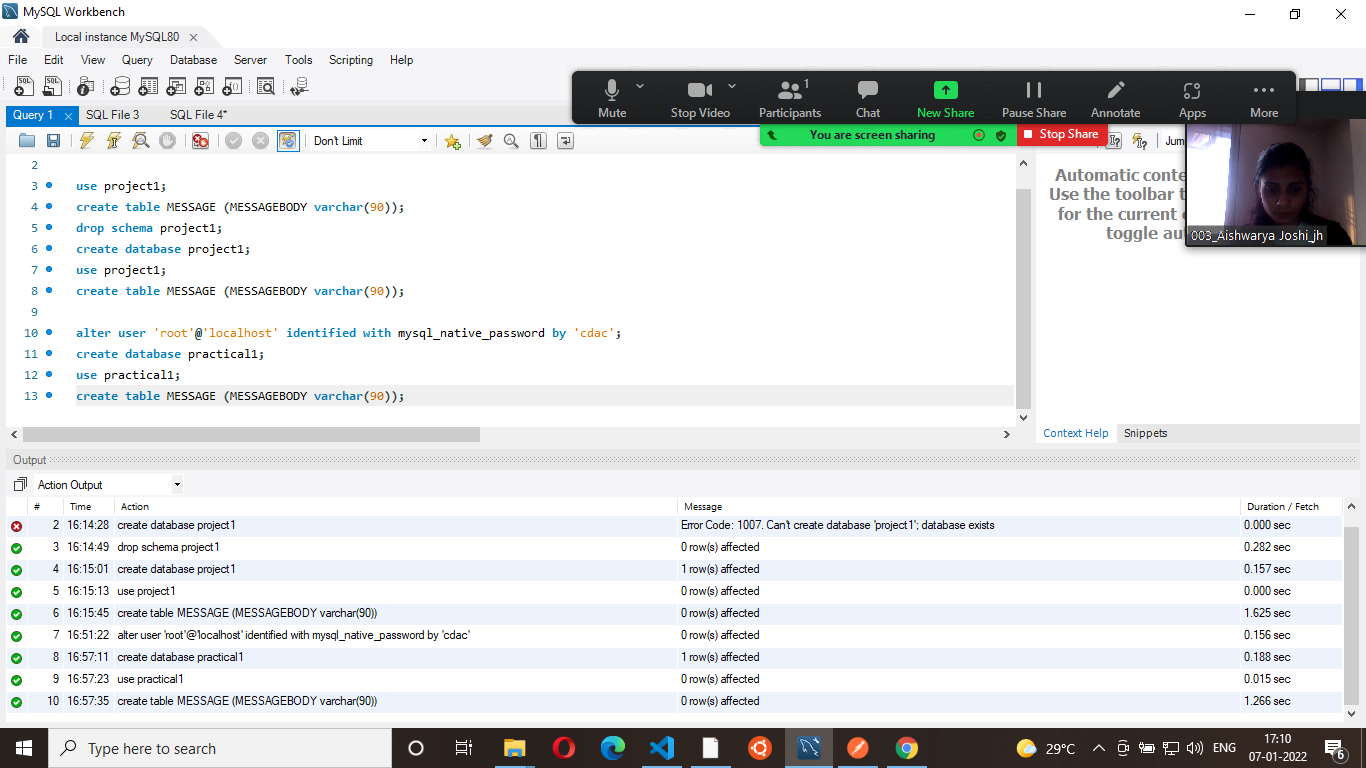 MySQL Workbench
Local instance MySQL80
File Edit View Query Database Server Tools Scripting Help
Mute Stop Video Participants 1 Chat New Share Pause Share Annotate Apps More
You are screen sharing Stop Share
Query 1 SQL File 3 SQL File 4*
Don't Limit
Automatic
Use the toolbar
for the current
toggle
003_Aishwarya Joshi_jh
2
3 use project1;
4 create table MESSAGE (MESSAGEBODY varchar(90));
5 drop schema project1;
6 create database project1;
7 use project1;
8 create table MESSAGE (MESSAGEBODY varchar(90));
9
10 alter user 'root'@'localhost' identified with mysql_native_password by 'cdac';
11 create database practical1;
12 use practical1;
13 create table MESSAGE (MESSAGEBODY varchar(90));
Context Help Snippets
Output
Action Output
# Time Action Message Duration / Fetch
2 16:14:28 create database project1 Error Code: 1007. Can't create database 'project1'; database exists 0.000 sec
3 16:14:49 drop schema project1 0 row(s) affected 0.282 sec
4 16:15:01 create database project1 1 row(s) affected 0.157 sec
5 16:15:13 use project1 0 row(s) affected 0.000 sec
6 16:15:45 create table MESSAGE (MESSAGEBODY varchar(90)) 0 row(s) affected 1.625 sec
7 16:51:22 alter user 'root'@'localhost' identified with mysql_native_password by 'cdac' 0 row(s) affected 0.156 sec
8 16:57:11 create database practical1 1 row(s) affected 0.188 sec
9 16:57:23 use practical1 0 row(s) affected 0.015 sec
10 16:57:35 create table MESSAGE (MESSAGEBODY varchar(90)) 0 row(s) affected 1.266 sec
Type here to search
29°C ENG
17:10
07-01-2022
6